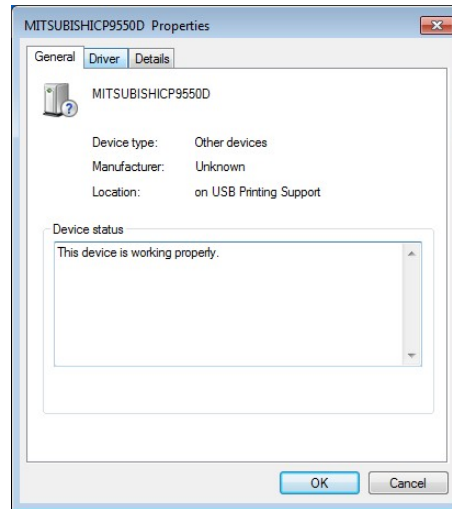 MITSUBISHICP9550D Properties
General Driver Details
MITSUBISHICP9550D
Device type: Other devices
Manufacturer: Unknown
Location: on USB Printing Support
Device status
This device is working properly.
OK Cancel